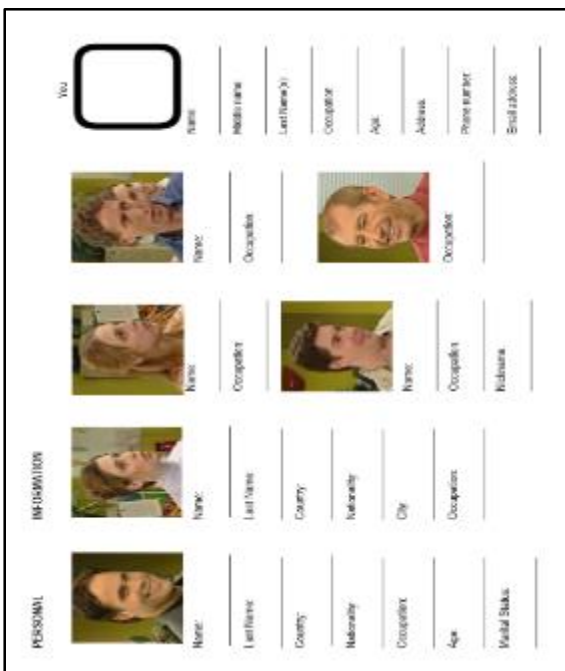 PERSONAL
INFORMATION
Name:
Last Name:
Country:
Nationality:
Occupation:
Age:
Marital Status:
Name:
Last Name:
Country:
Nationality:
City:
Occupation:
Name:
Occupation:
Name:
Occupation:
Nickname:
Name:
Occupation:
Occupation:
You
Name:
Middle name
Last Name(s):
Occupation:
Age:
Address:
Phone number:
Email address: